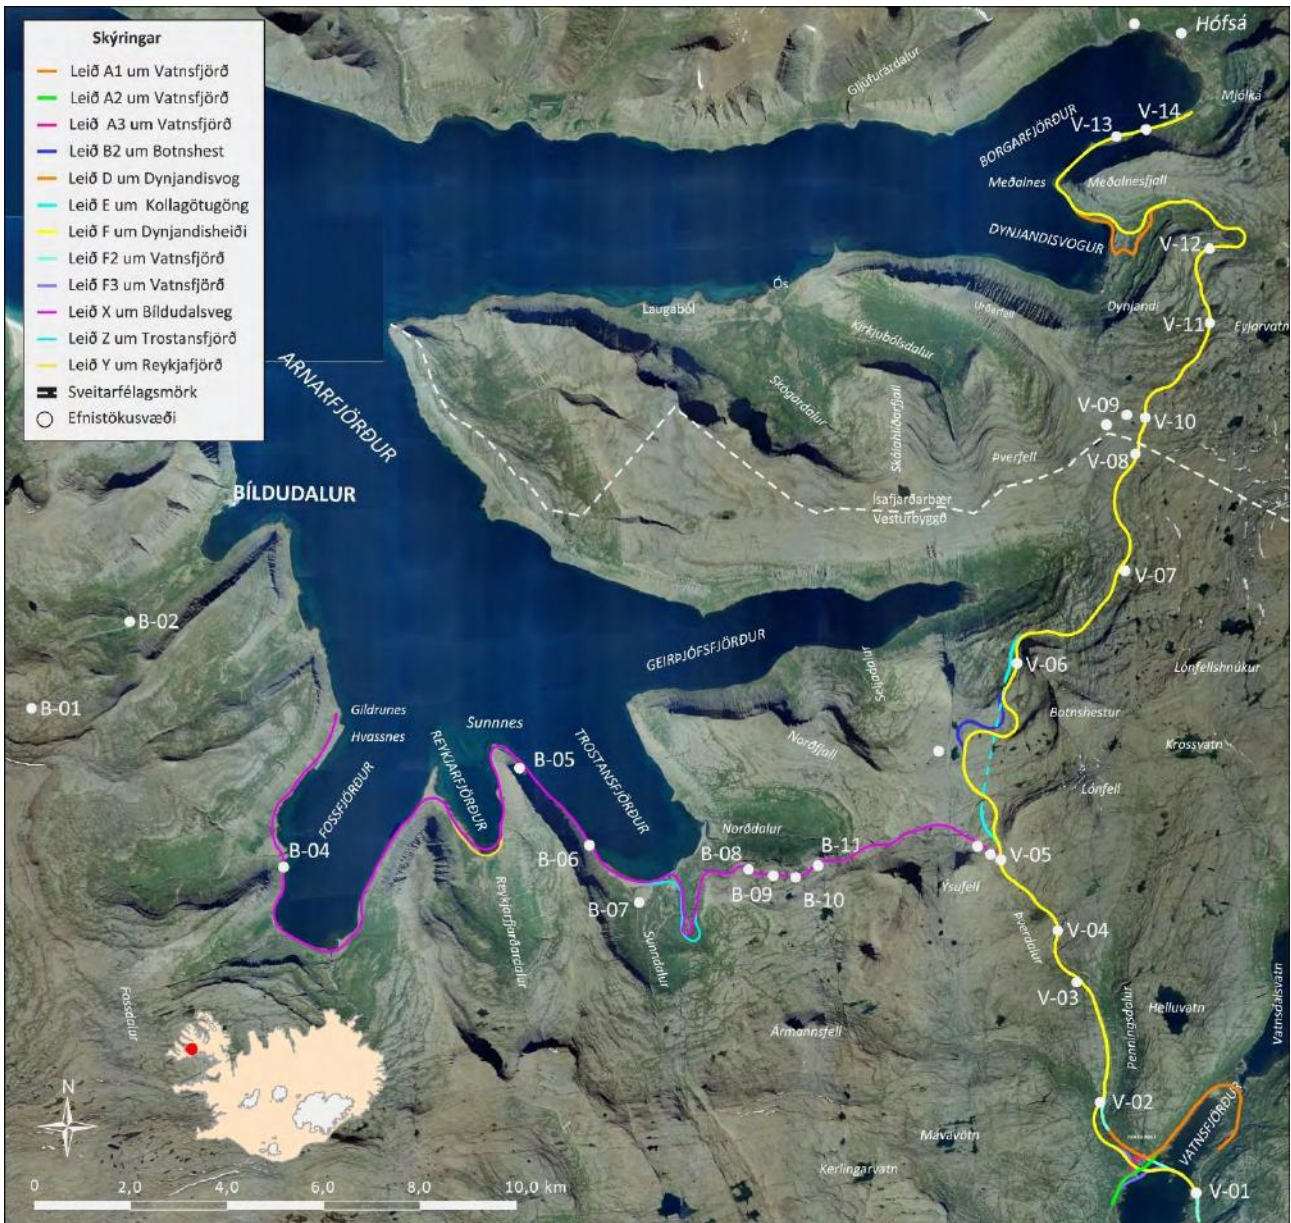 Skýringar
Leið A1 um Vatnsfjörð
Leið A2 um Vatnsfjörð
Leið A3 um Vatnsfjörð
Leið B2 um Botnshest
Leið D um Dynjandisvog
Leið E um Kollagötugöng
Leið F um Dynjandisheiði
Leið F2 um Vatnsfjörð
Leið F3 um Vatnsfjörð
Leið X um Bíldudalsveg
Leið Z um Trostansfjörð
Leið Y um Reykjafjörð
Sveitarfélagsmörk
Efnistökusvæði
Hófsá
Gljúfurárdalur
Mjólká
V-14
V-13
BORGARFJÖRÐUR
Meðalnes
Meðalnesfjall
DYNJANDISVOGUR
V-12
Ós
Laugaból
Urðarfell
Dynjandi
V-11
Eyjarvatn
Kirkjubólsdalur
ARNARFJÖRÐUR
Skógardalur
Skálahlíðarfjall
V-09
V-10
Þverfell
V-08
BÍLDUDALUR
Ísafjarðarbær
Vesturbyggð
V-07
B-02
GEIRÞJÓFSFJÖRÐUR
Seljadalur
V-06
Lónfellshnúkur
B-01
Gildrunes
Hvassnes
Sunnnes
Botnshestur
Norðfjall
Krossvatn
REYKJARFJÖRÐUR
B-05
TROSTANSFJÖRÐUR
Lónfell
FOSSFJÖRÐUR
Norðdalur
B-04
B-06
B-08
B-11
V-05
B-09
B-10
Ýsufell
B-07
Reykjarfjarðardalur
Sunndalur
Þverdalur
V-04
V-03
Fossdalur
Ármannsfell
Penningsdalur
Helluvatn
Vatnsdalsvatn
N
V-02
VATNSFJÖRÐUR
Mávavötn
Kerlingarvatn
V-01
0 2,0 4,0 6,0 8,0 10,0 km